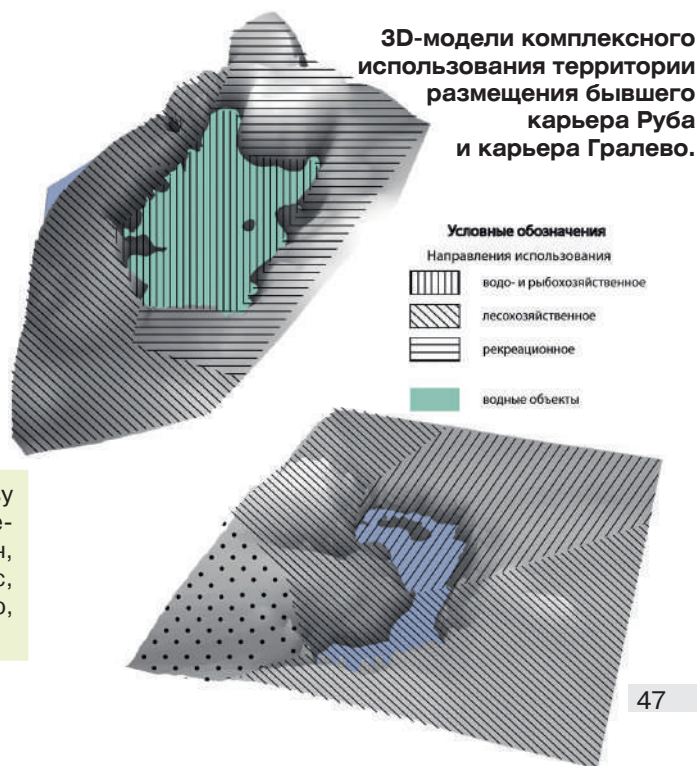 3D-модели комплексного
использования территории
размещения бывшего
карьера Руба
и карьера Гралево.
Условные обозначения
Направления использования
водо- и рыбохозяйственное
лесохозяйственное
рекреационное
водные объекты
47